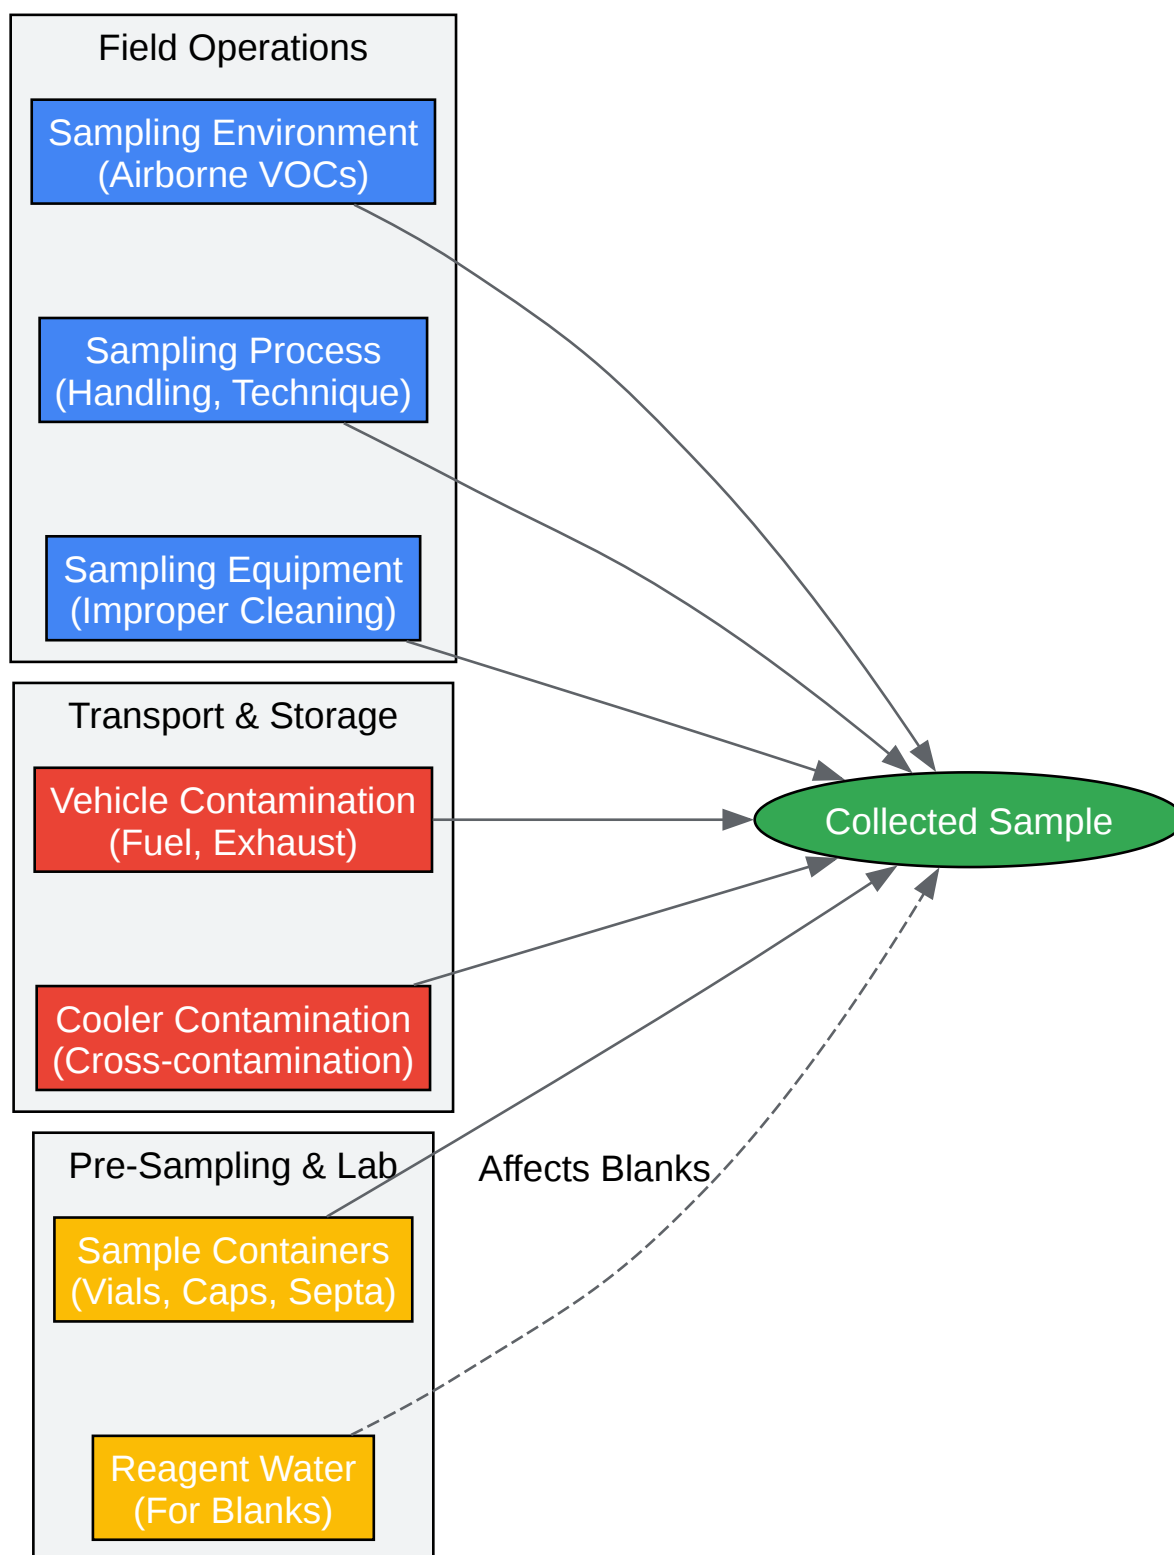 Field Operations
Sampling Environment
(Airborne VOCs)
Sampling Process
(Handling, Technique)
Sampling Equipment
(Improper Cleaning)
Transport & Storage
Vehicle Contamination
(Fuel, Exhaust)
Collected Sample
Cooler Contamination
(Cross-contamination)
Pre-Sampling & Lab
Affects Blanks
Sample Containers
(Vials, Caps, Septa)
Reagent Water
(For Blanks)